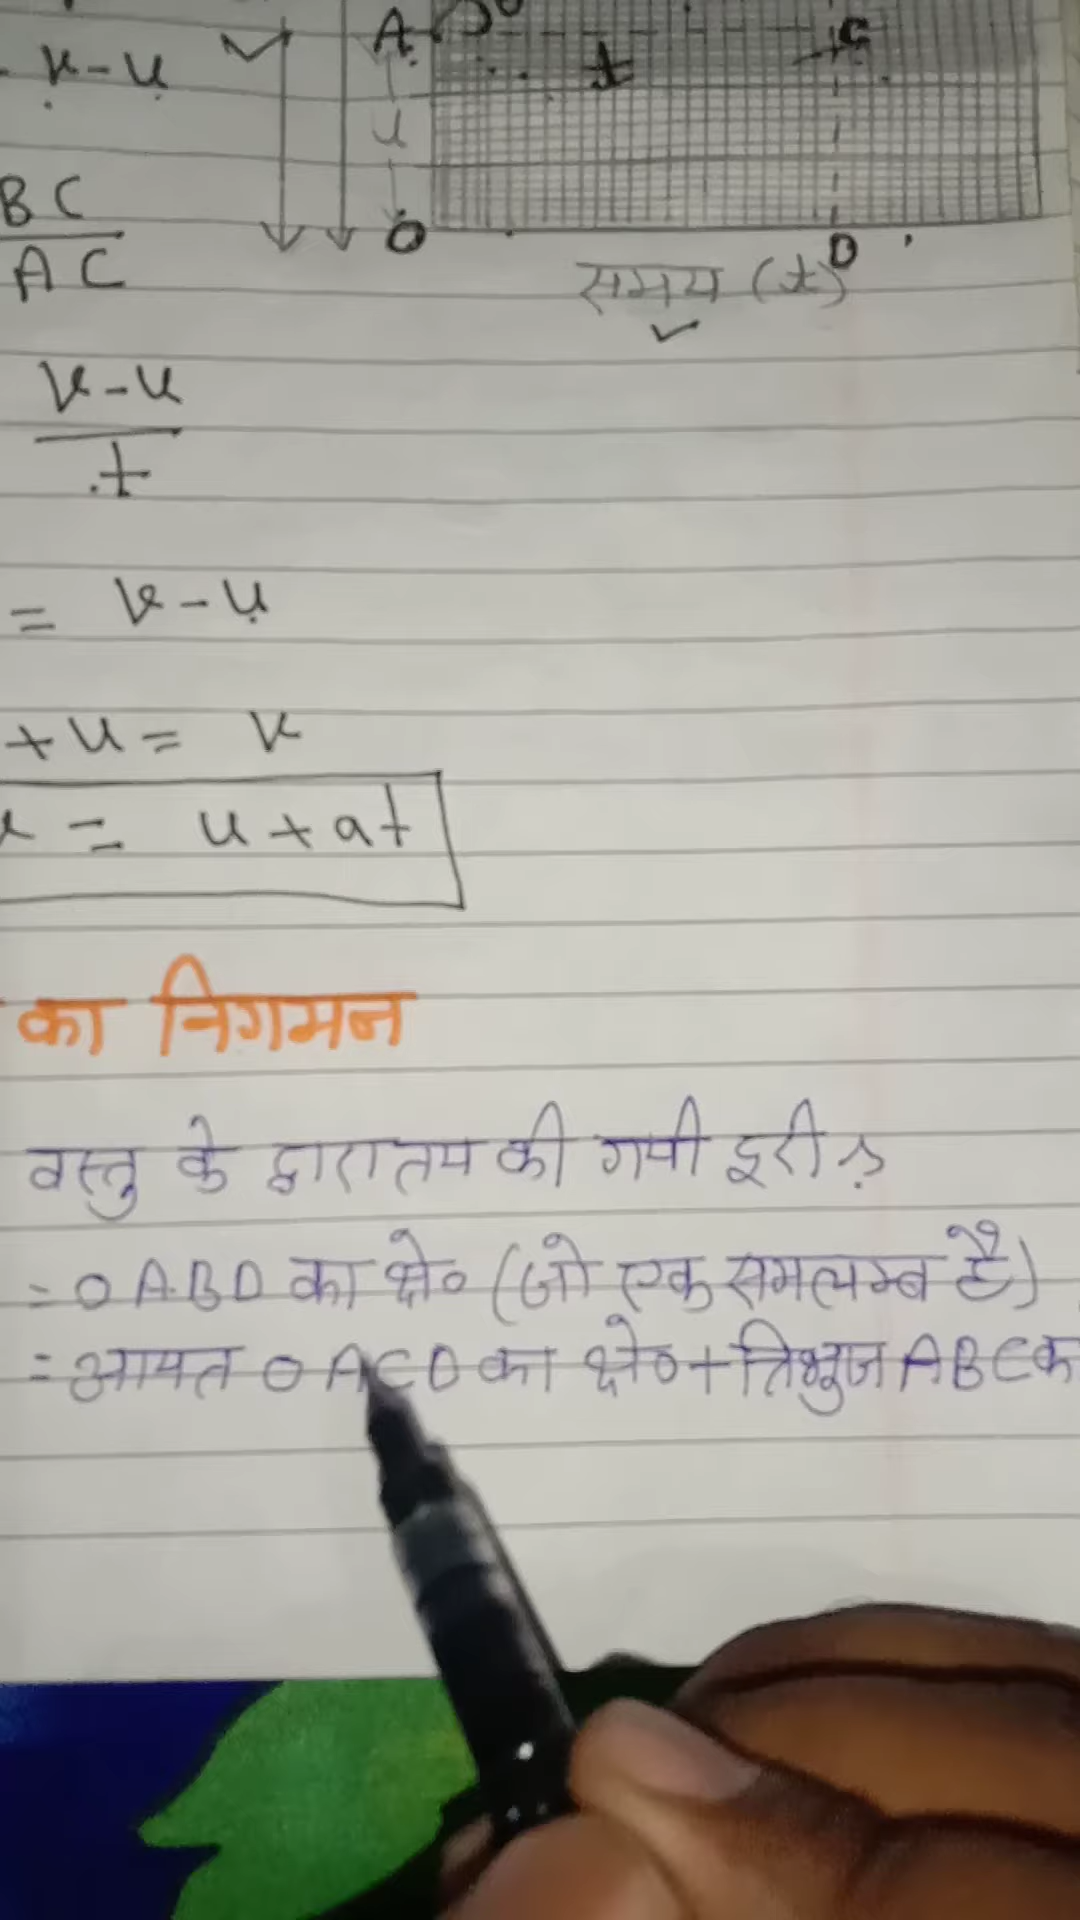 v-u
A
t
C
u
BC
AC
O
D
समय (t)
v-u
t
= v-u
+u= v
= u+at
का निगमन
वस्तु के द्वारा तय की गयी दूरी
= OABD का क्षे० (जो एक समलम्ब है)
= आयत OACD का क्षे० + त्रिभुज ABC क